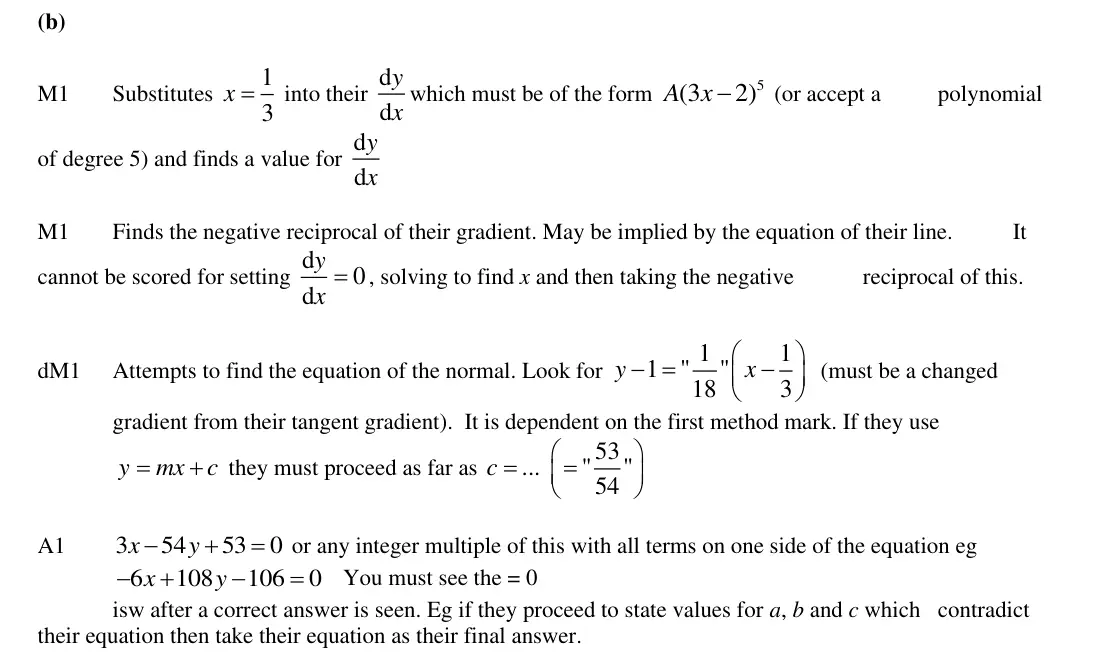 (b)
M1 Substitutes x = 1/3 into their dy/dx which must be of the form A(3x − 2)^5 (or accept a polynomial
of degree 5) and finds a value for dy/dx
M1 Finds the negative reciprocal of their gradient. May be implied by the equation of their line. It
cannot be scored for setting dy/dx = 0, solving to find x and then taking the negative reciprocal of this.
dM1 Attempts to find the equation of the normal. Look for y − 1 = "1/18"(x − 1/3) (must be a changed
gradient from their tangent gradient). It is dependent on the first method mark. If they use
y = mx + c they must proceed as far as c = ... (= "53/54")
A1 3x − 54y + 53 = 0 or any integer multiple of this with all terms on one side of the equation eg
−6x + 108y − 106 = 0 You must see the = 0
isw after a correct answer is seen. Eg if they proceed to state values for a, b and c which contradict
their equation then take their equation as their final answer.